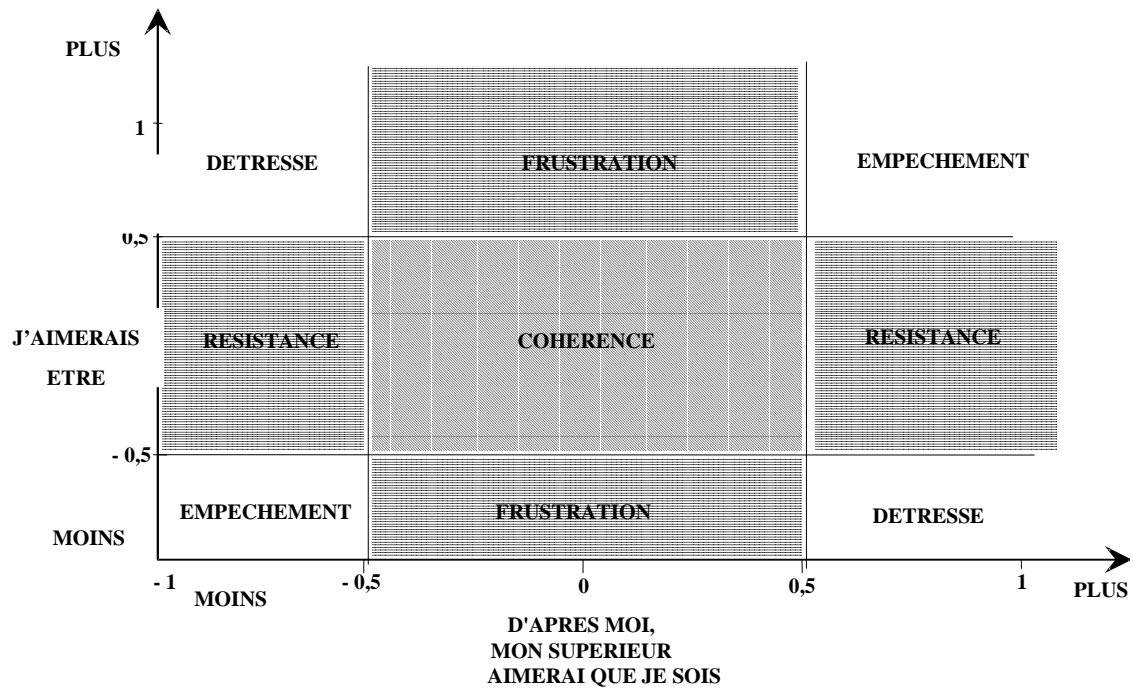 PLUS
1
DETRESSE
FRUSTRATION
EMPECHEMENT
0,5
J'AIMERAIS
ETRE
RESISTANCE
COHERENCE
RESISTANCE
- 0,5
EMPECHEMENT
FRUSTRATION
DETRESSE
MOINS
- 1
- 0,5
0
0,5
1
PLUS
MOINS
D'APRES MOI,
MON SUPERIEUR
AIMERAI QUE JE SOIS